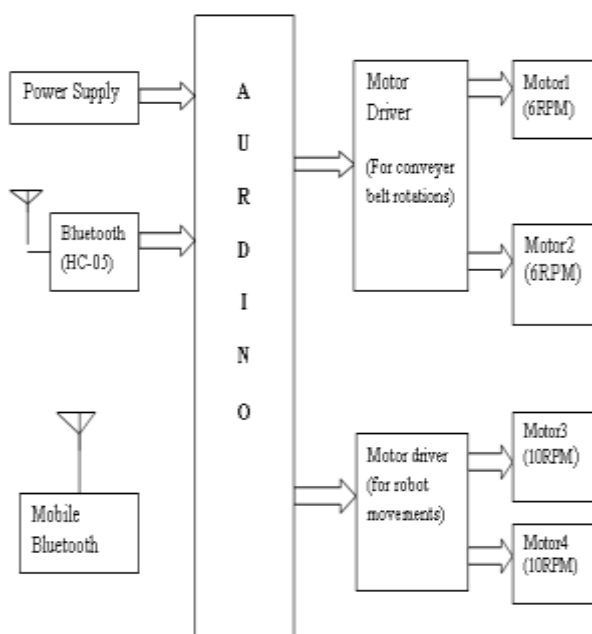 Power Supply
Bluetooth
(HC-05)
Mobile
Bluetooth
A
U
R
D
I
N
O
Motor
Driver
(For conveyer
belt rotations)
Motor driver
(for robot
movements)
Motor1
(6RPM)
Motor2
(6RPM)
Motor3
(10RPM)
Motor4
(10RPM)